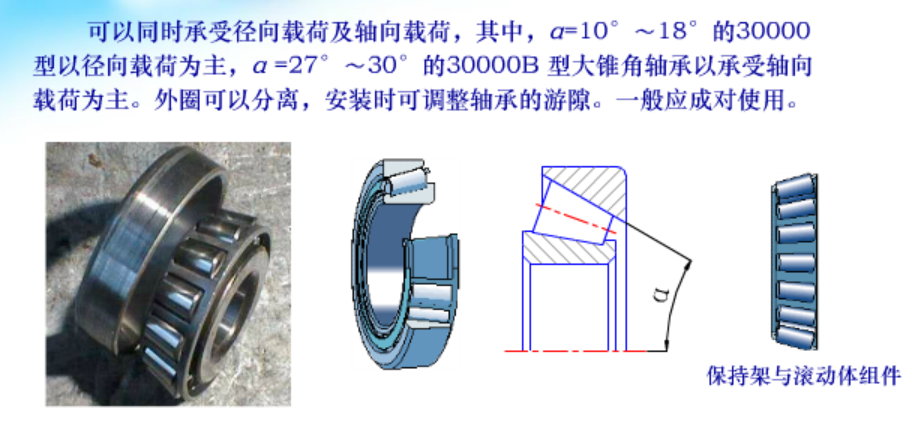 可以同时承受径向载荷及轴向载荷，其中，α=10°～18°的30000
型以径向载荷为主，α=27°～30°的30000B 型大锥角轴承以承受轴向
载荷为主。外圈可以分离，安装时可调整轴承的游隙。一般应成对使用。
α
保持架与滚动体组件